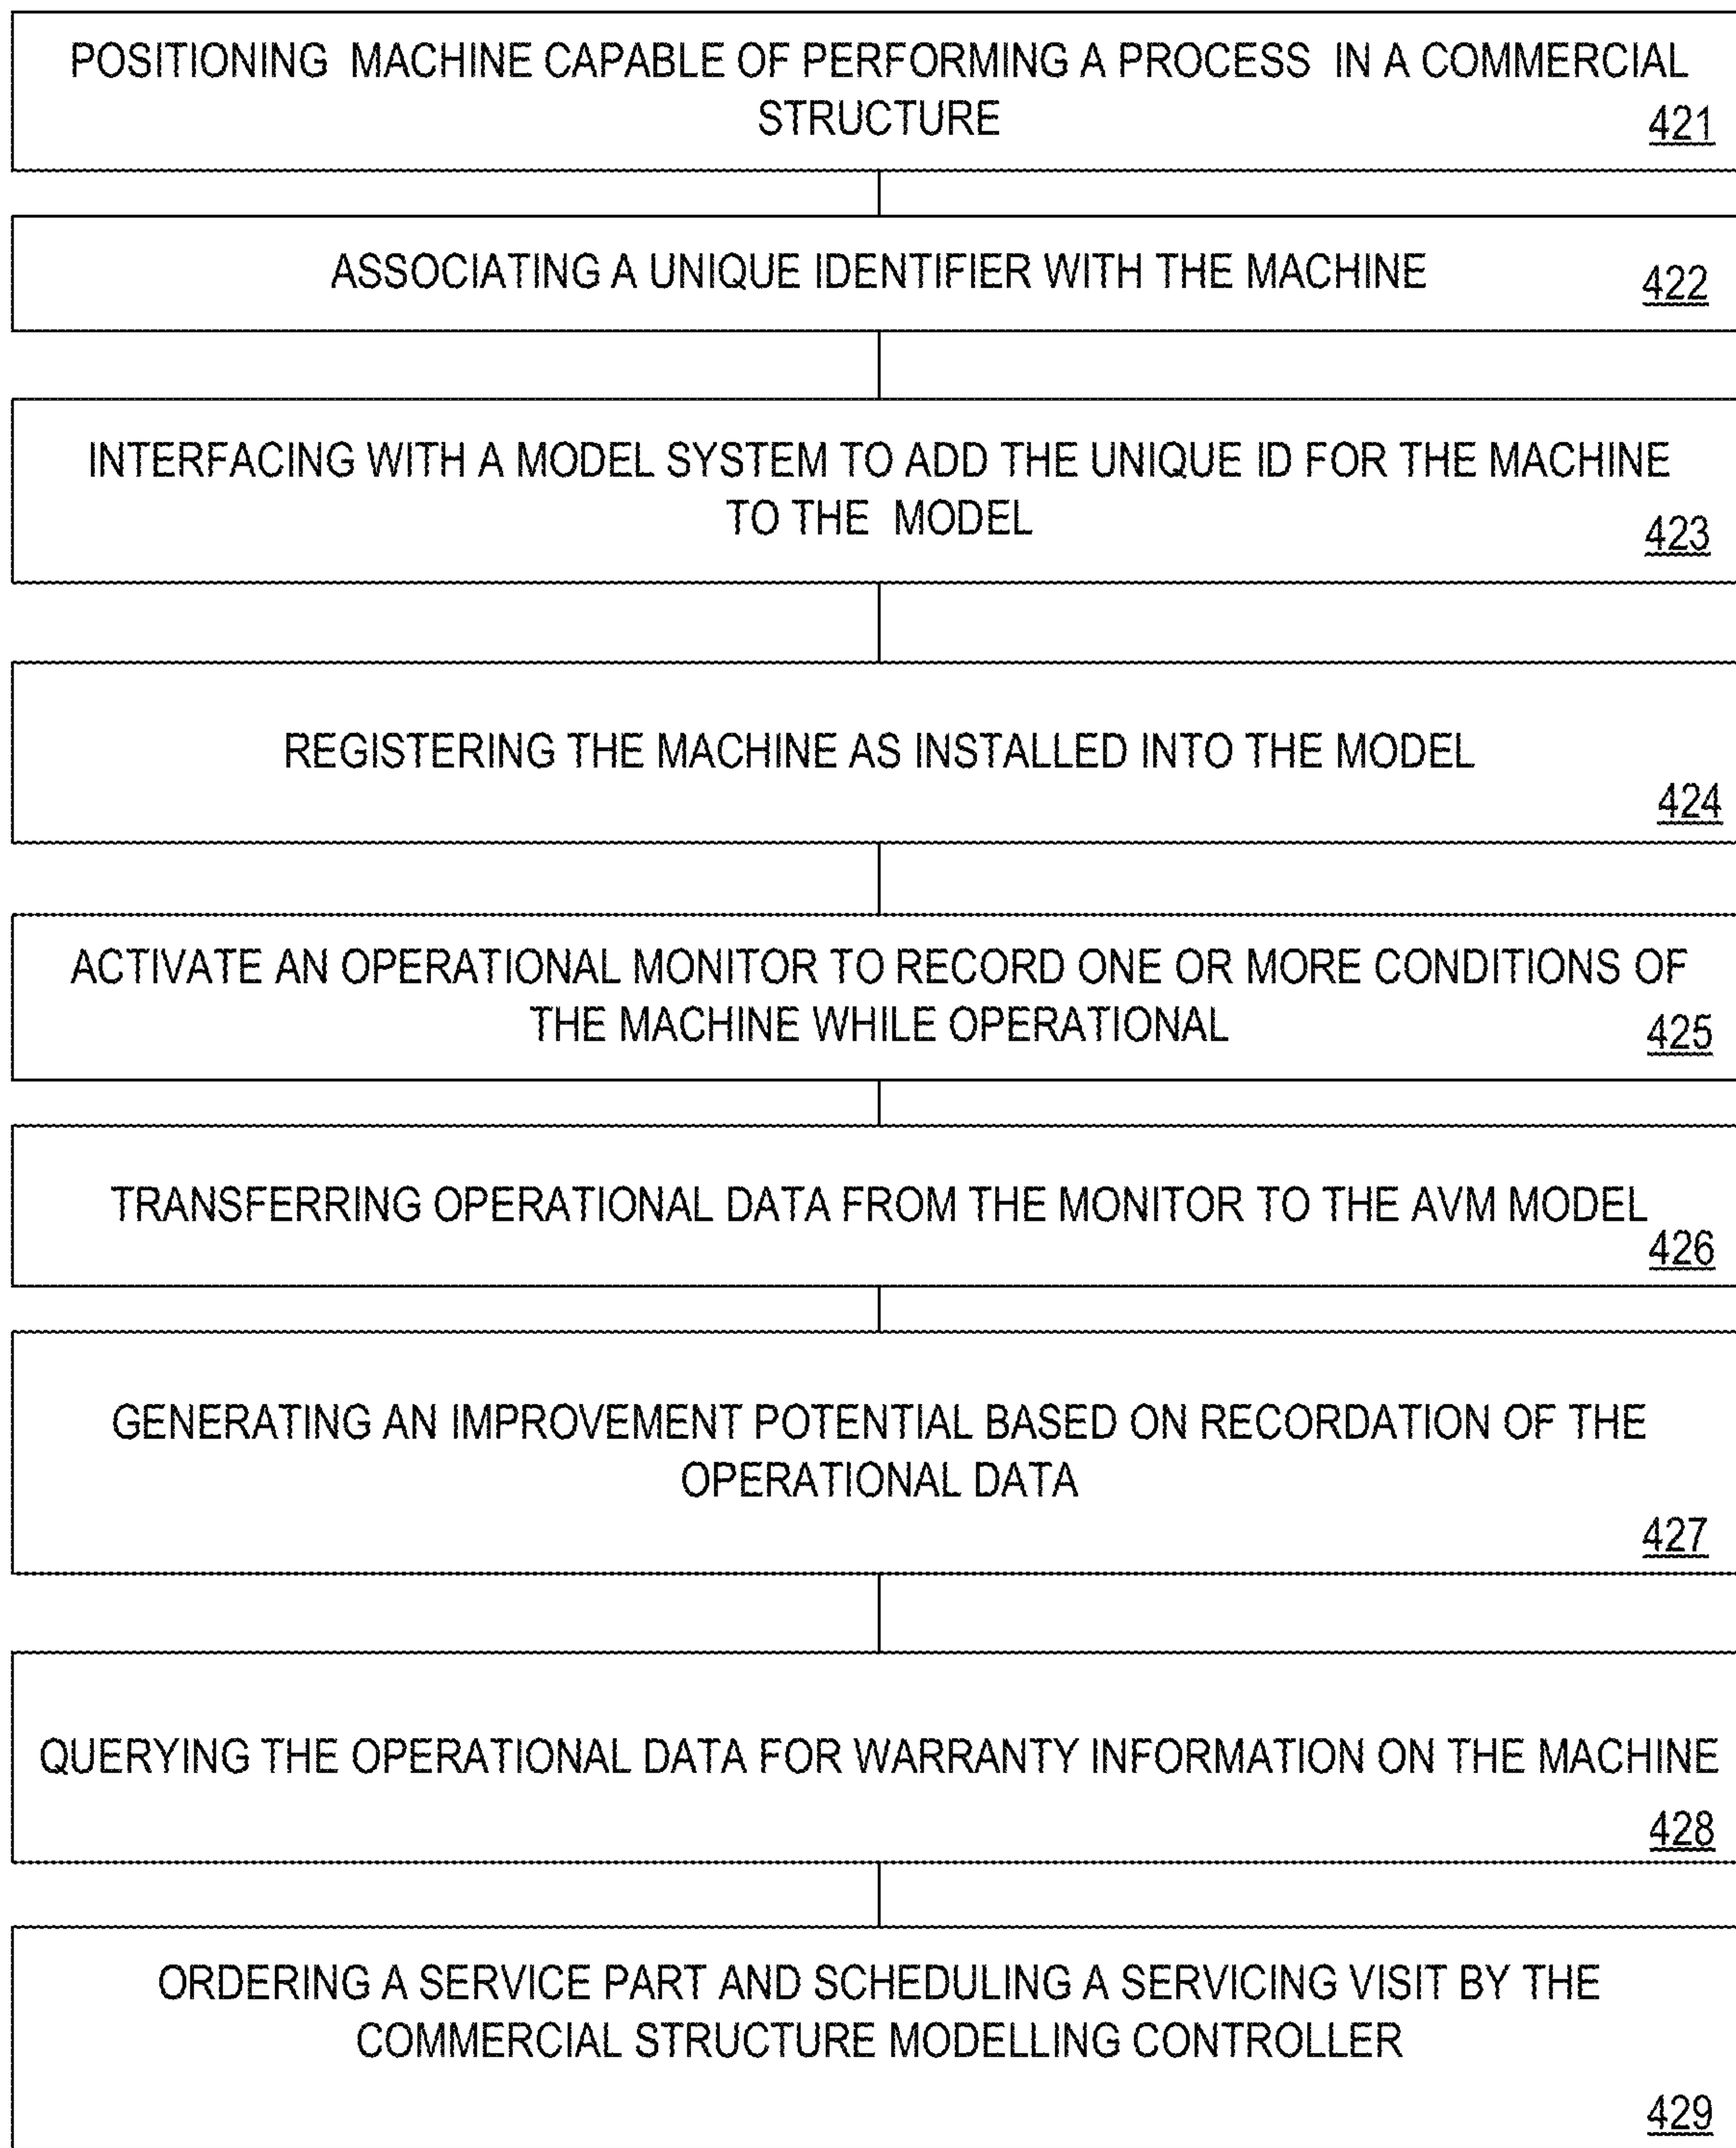 POSITIONING MACHINE CAPABLE OF PERFORMING A PROCESS IN A COMMERCIAL
STRUCTURE
421
ASSOCIATING A UNIQUE IDENTIFIER WITH THE MACHINE
422
INTERFACING WITH A MODEL SYSTEM TO ADD THE UNIQUE ID FOR THE MACHINE
TO THE MODEL
423
REGISTERING THE MACHINE AS INSTALLED INTO THE MODEL
424
ACTIVATE AN OPERATIONAL MONITOR TO RECORD ONE OR MORE CONDITIONS OF
THE MACHINE WHILE OPERATIONAL
425
TRANSFERRING OPERATIONAL DATA FROM THE MONITOR TO THE AVM MODEL
426
GENERATING AN IMPROVEMENT POTENTIAL BASED ON RECORDATION OF THE
OPERATIONAL DATA
427
QUERYING THE OPERATIONAL DATA FOR WARRANTY INFORMATION ON THE MACHINE
428
ORDERING A SERVICE PART AND SCHEDULING A SERVICING VISIT BY THE
COMMERCIAL STRUCTURE MODELLING CONTROLLER
429